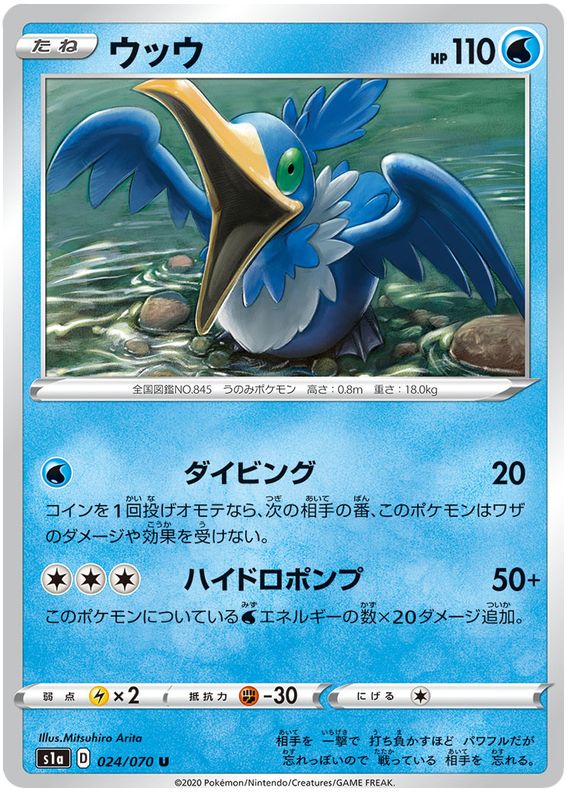 たね ウッウ HP 110
全国図鑑NO.845 うのみポケモン 高さ:0.8m 重さ:18.0kg
ダイビング 20
コインを1回投げオモテなら、次の相手の番、このポケモンはワザ
のダメージや効果を受けない。
ハイドロポンプ 50+
このポケモンについている エネルギーの数×20ダメージ追加。
弱点 ×2 抵抗力 -30 にげる
Illus.Mitsuhiro Arita
s1a D 024/070 U
相手を 一撃で 打ち負かすほど パワフルだが
忘れっぽいので 戦っている 相手を 忘れる。
©2020 Pokémon/Nintendo/Creatures/GAME FREAK.